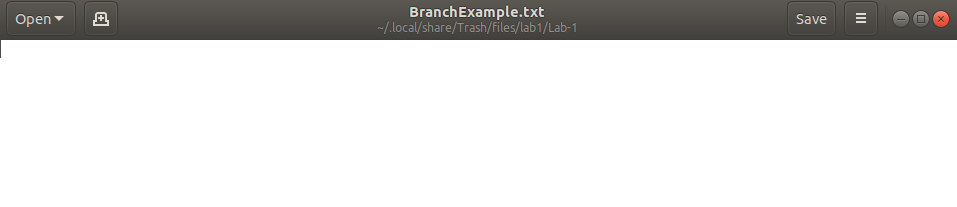 Open
BranchExample.txt
~/.local/share/Trash/files/lab1/Lab-1
Save